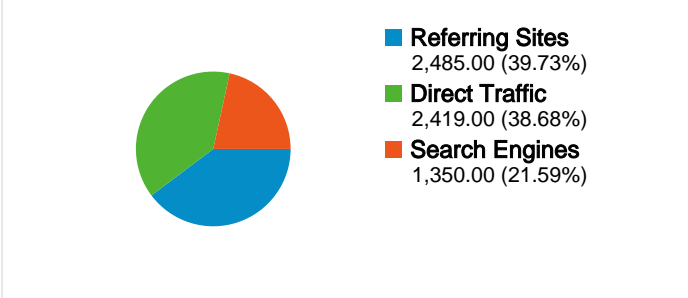 Referring Sites
2,485.00 (39.73%)
Direct Traffic
2,419.00 (38.68%)
Search Engines
1,350.00 (21.59%)